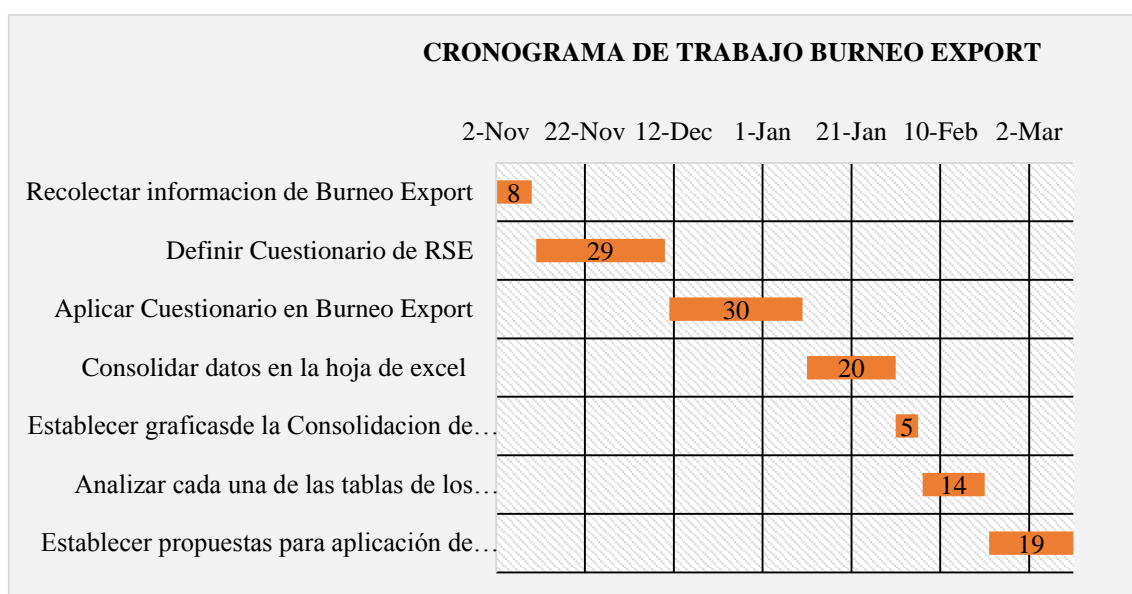 CRONOGRAMA DE TRABAJO BURNEO EXPORT
2-Nov 22-Nov 12-Dec 1-Jan 21-Jan 10-Feb 2-Mar
Recolectar informacion de Burneo Export 8
Definir Cuestionario de RSE 29
Aplicar Cuestionario en Burneo Export 30
Consolidar datos en la hoja de excel 20
Establecer graficasde la Consolidacion de… 5
Analizar cada una de las tablas de los… 14
Establecer propuestas para aplicación de… 19